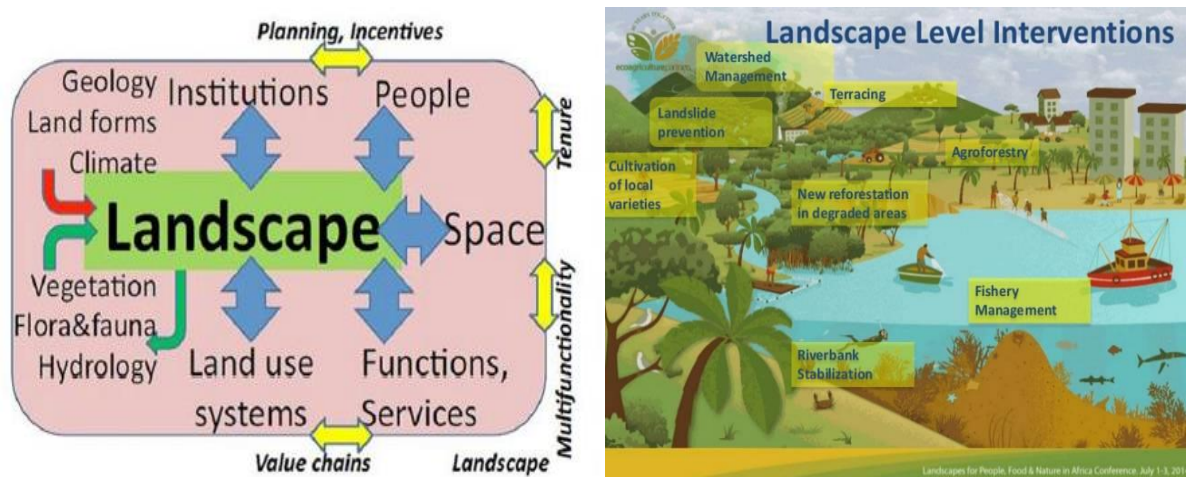 Planning, Incentives
Geology
Land forms
Climate
Institutions
People
Tenure
Landscape
Space
Vegetation
Flora&fauna
Hydrology
Land use
systems
Functions,
Services
Multifunctionality
Value chains
Landscape
Landscape Level Interventions
Watershed
Management
Terracing
Landslide
prevention
Agroforestry
Cultivation
of local
varieties
New reforestation
in degraded areas
Fishery
Management
Riverbank
Stabilization
Landscapes for People, Food & Nature in Africa Conference. July 1-3,